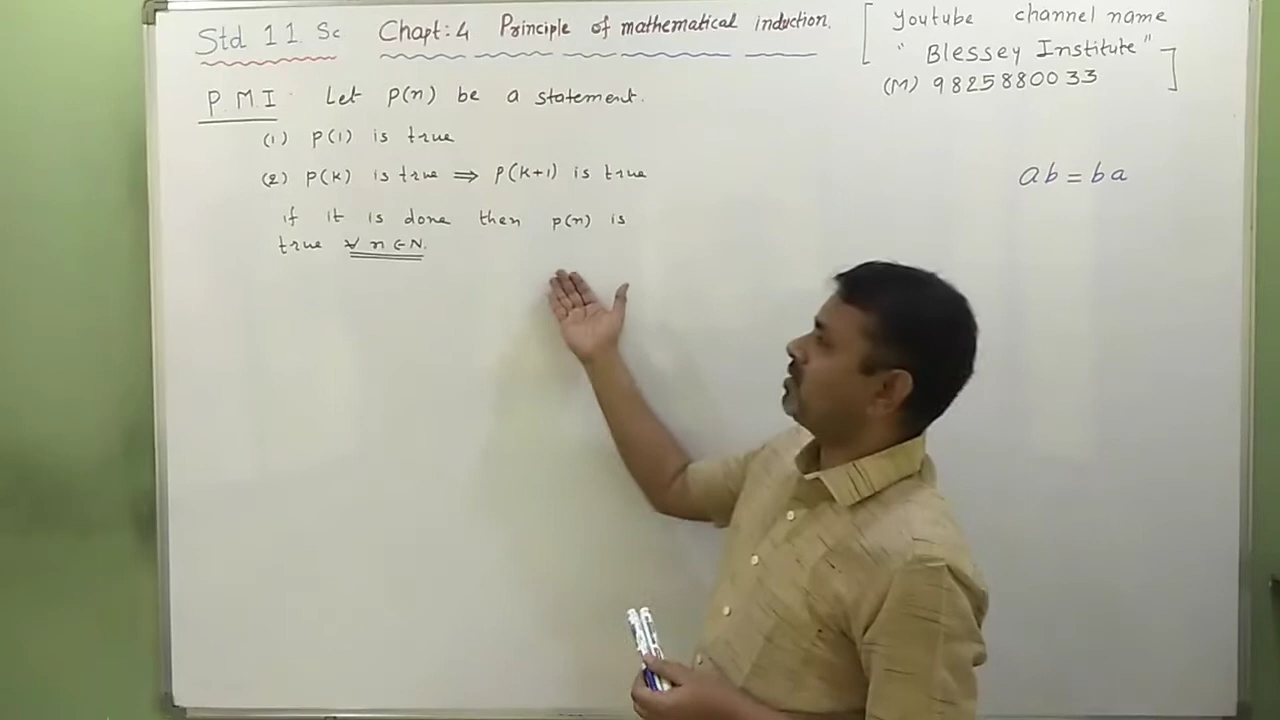 Std 11 Sc Chapt: 4 Principle of mathematical induction.
[ Youtube channel name
" Blessey Institute "
(M) 9825880033 ]
P.M.I Let p(n) be a statement.
(1) p(1) is true
(2) p(k) is true ⟹ p(k+1) is true
if it is done then p(n) is
true ∀ n ∈ N.
ab = ba